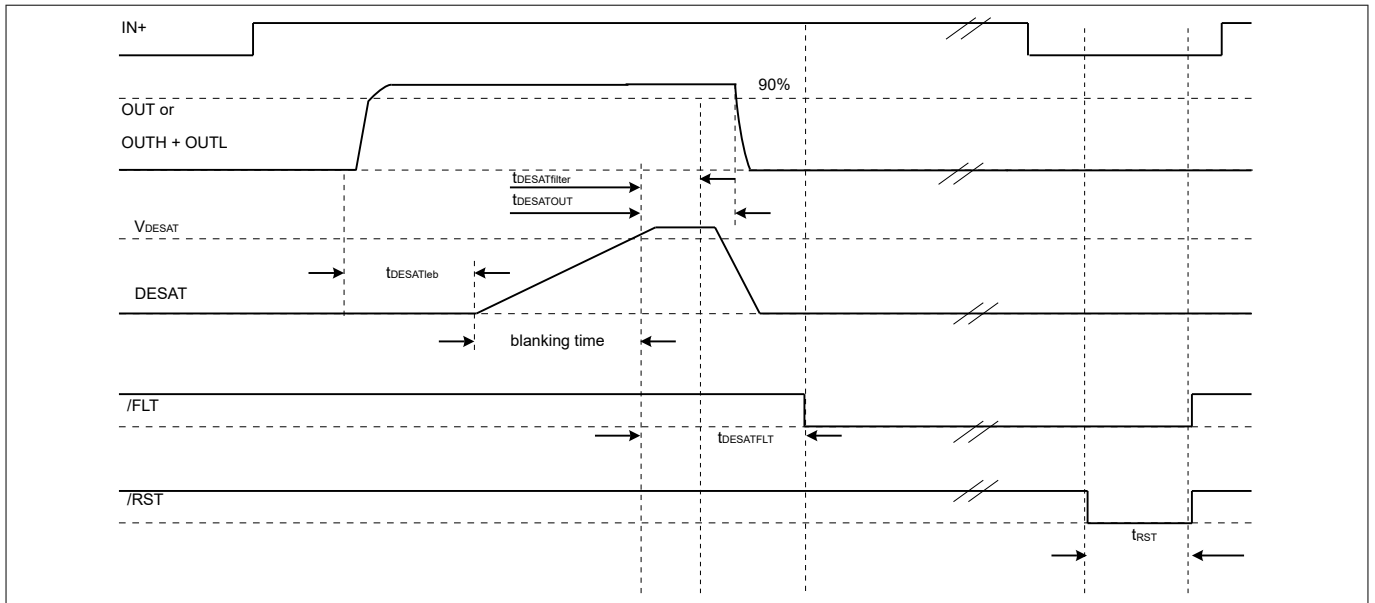 IN+
90%
OUT or
OUTH + OUTL
tDESATfilter
tDESATOUT
VDESAT
tDESATleb
DESAT
blanking time
/FLT
tDESATFLT
/RST
tRST